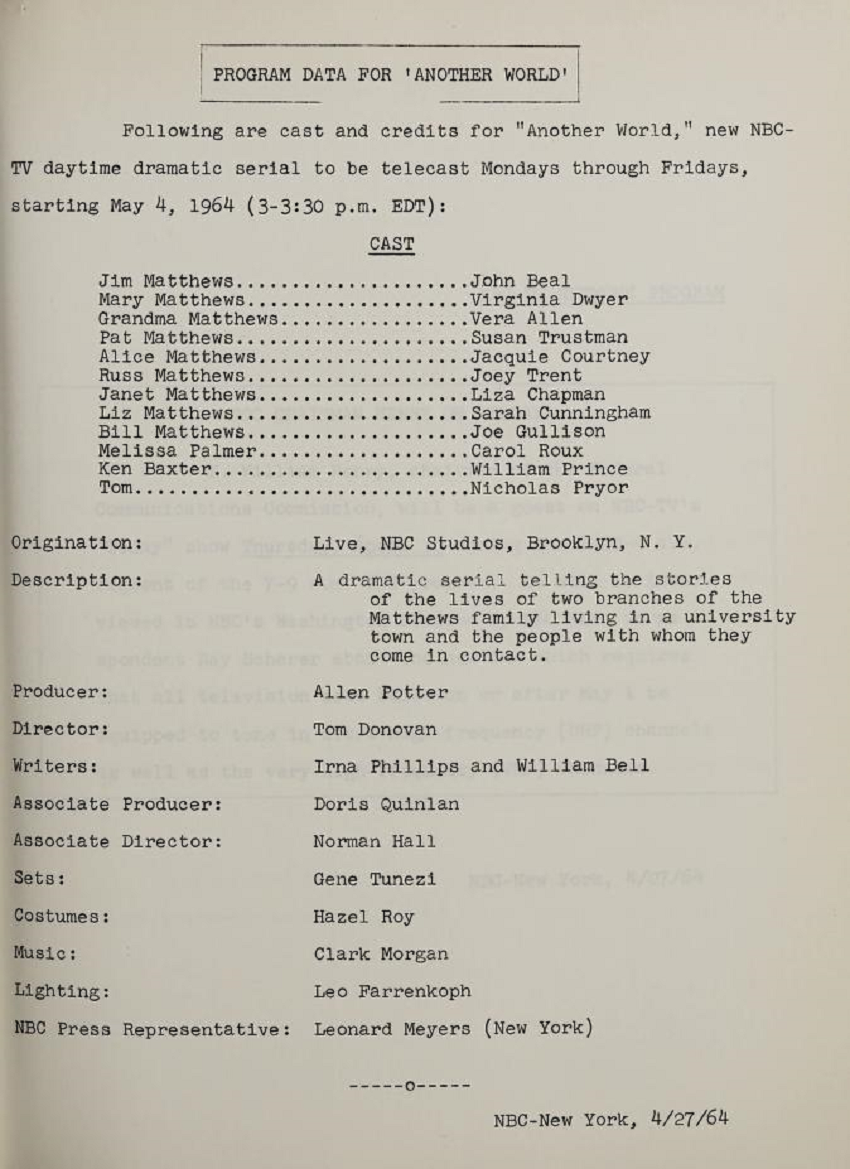 PROGRAM DATA FOR 'ANOTHER WORLD'
Following are cast and credits for "Another World," new NBC-
TV daytime dramatic serial to be telecast Mondays through Fridays,
starting May 4, 1964 (3-3:30 p.m. EDT):
CAST
Jim Matthews.....................John Beal
Mary Matthews....................Virginia Dwyer
Grandma Matthews.................Vera Allen
Pat Matthews.....................Susan Trustman
Alice Matthews...................Jacquie Courtney
Russ Matthews....................Joey Trent
Janet Matthews...................Liza Chapman
Liz Matthews.....................Sarah Cunningham
Bill Matthews....................Joe Gullison
Melissa Palmer...................Carol Roux
Ken Baxter.......................William Prince
Tom..............................Nicholas Pryor
Origination: Live, NBC Studios, Brooklyn, N. Y.
Description: A dramatic serial telling the stories
of the lives of two branches of the
Matthews family living in a university
town and the people with whom they
come in contact.
Producer: Allen Potter
Director: Tom Donovan
Writers: Irna Phillips and William Bell
Associate Producer: Doris Quinlan
Associate Director: Norman Hall
Sets: Gene Tunezi
Costumes: Hazel Roy
Music: Clark Morgan
Lighting: Leo Farrenkoph
NBC Press Representative: Leonard Meyers (New York)
-----o-----
NBC-New York, 4/27/64